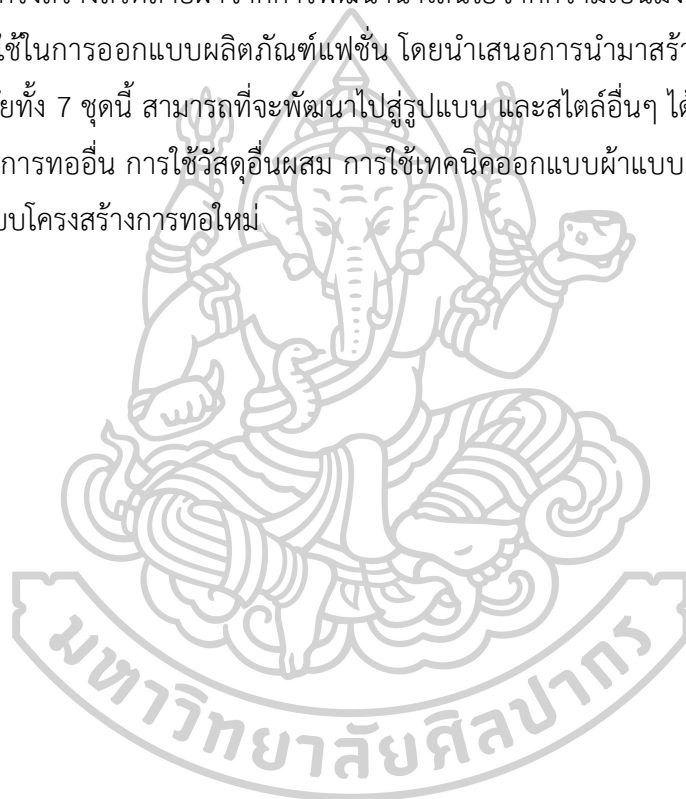 ใช้ในการออกแบบผลิตภัณฑ์แฟชั่น โดยนำเสนอการนำมาสร้า
ัยทั้ง 7 ชุดนี้ สามารถที่จะพัฒนาไปสู่รูปแบบ และสไตล์อื่นๆ ได้
การทออื่น การใช้วัสดุอื่นผสม การใช้เทคนิคออกแบบผ้าแบบ
บบโครงสร้างการทอใหม่
มหาวิทยาลัยศิลปากร